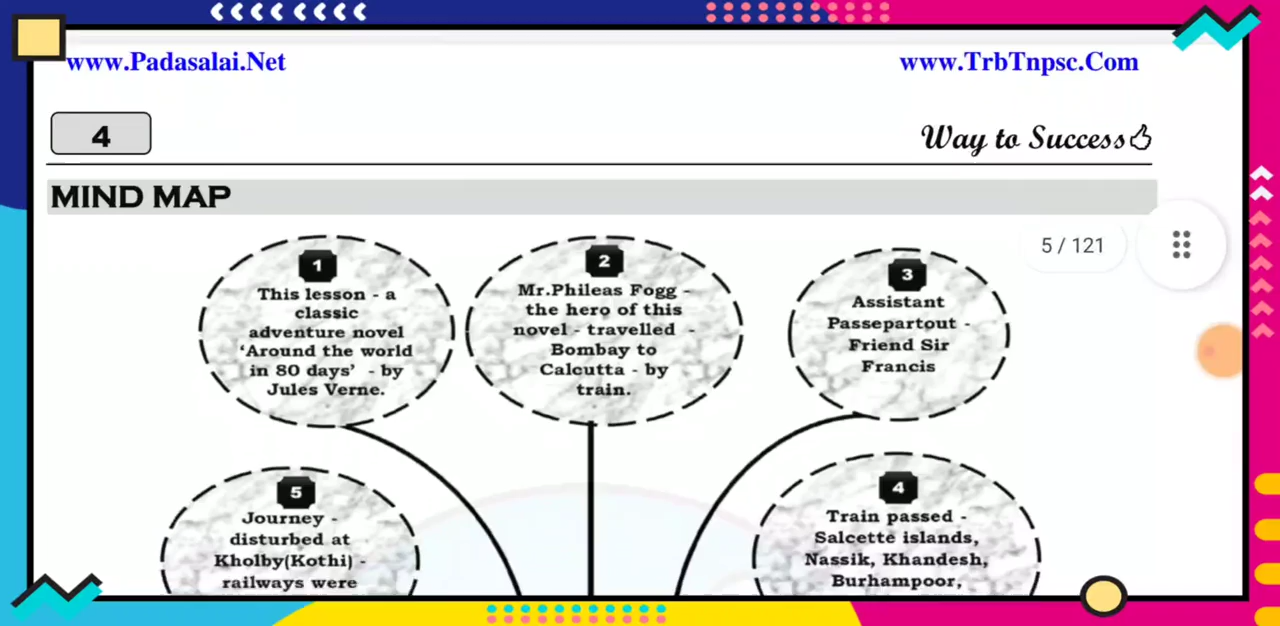 www.Padasalai.Net
www.TrbTnpsc.Com
4
Way to Success
MIND MAP
5 / 121
1
This lesson - a
classic
adventure novel
‘Around the world
in 80 days’ - by
Jules Verne.
2
Mr.Phileas Fogg -
the hero of this
novel - travelled -
Bombay to
Calcutta - by
train.
3
Assistant
Passepartout -
Friend Sir
Francis
5
Journey -
disturbed at
Kholby(Kothi) -
railways were
4
Train passed -
Salcette islands,
Nassik, Khandesh,
Burhampoor,